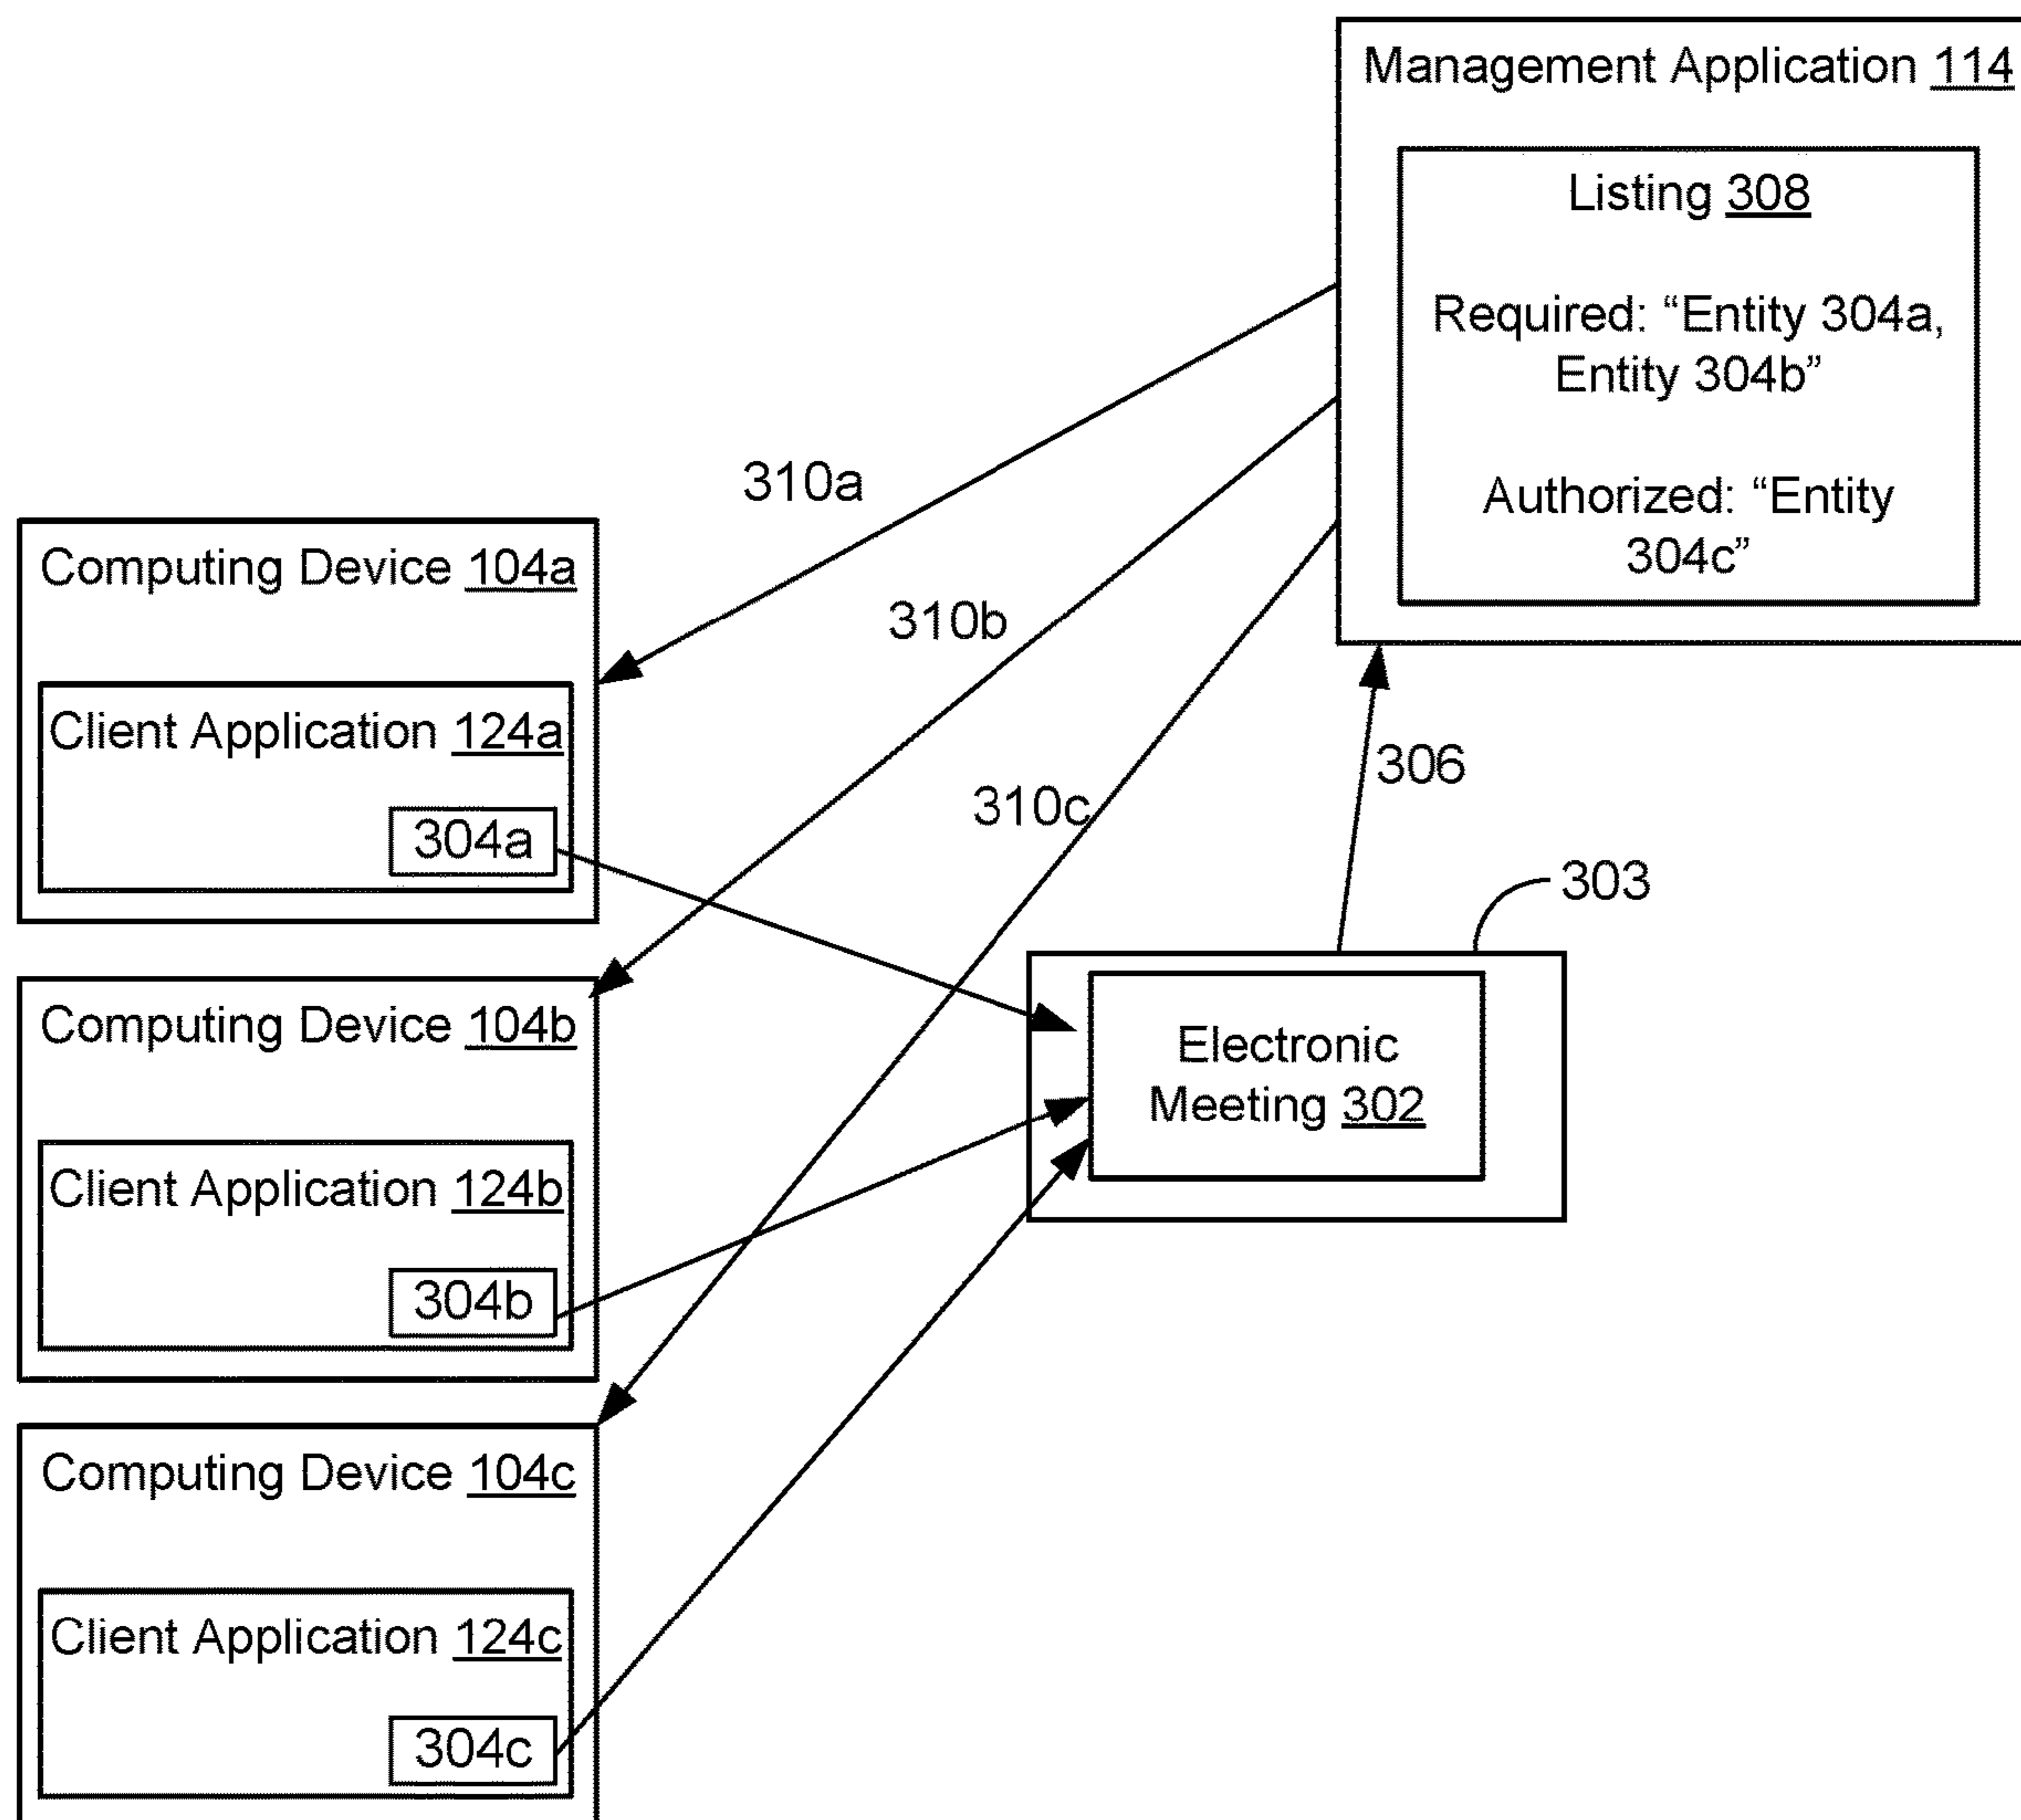 Management Application 114
Listing 308
Required: “Entity 304a,
Entity 304b”
Authorized: “Entity
304c”
310a
310b
310c
306
303
Computing Device 104a
Client Application 124a
304a
Computing Device 104b
Client Application 124b
304b
Computing Device 104c
Client Application 124c
304c
Electronic
Meeting 302